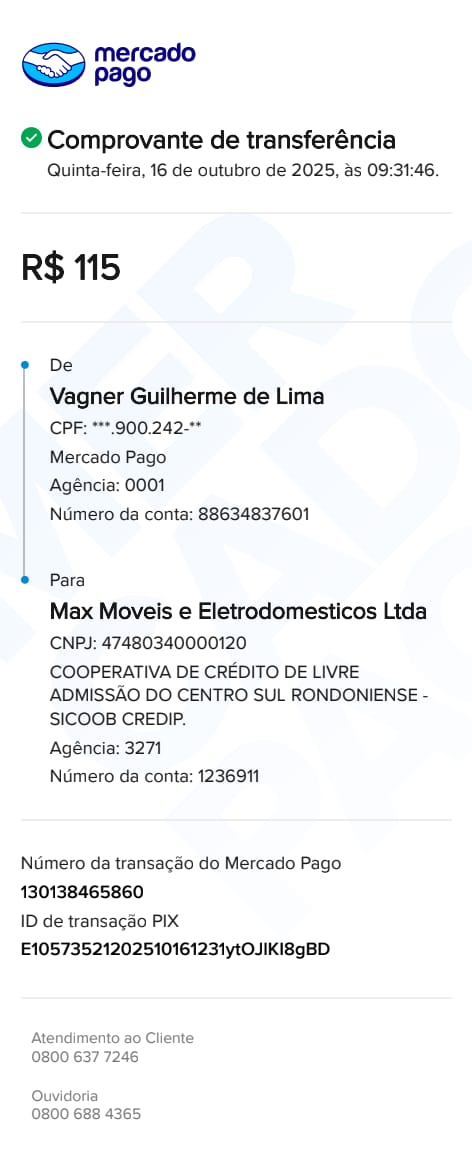 mercado
pago
Comprovante de transferência
Quinta-feira, 16 de outubro de 2025, às 09:31:46.
R$ 115
De
Vagner Guilherme de Lima
CPF: ***.900.242-**
Mercado Pago
Agência: 0001
Número da conta: 88634837601
Para
Max Moveis e Eletrodomesticos Ltda
CNPJ: 47480340000120
COOPERATIVA DE CRÉDITO DE LIVRE
ADMISSÃO DO CENTRO SUL RONDONIENSE -
SICOOB CREDIP.
Agência: 3271
Número da conta: 1236911
Número da transação do Mercado Pago
130138465860
ID de transação PIX
E10573521202510161231ytOJlKI8gBD
Atendimento ao Cliente
0800 637 7246
Ouvidoria
0800 688 4365